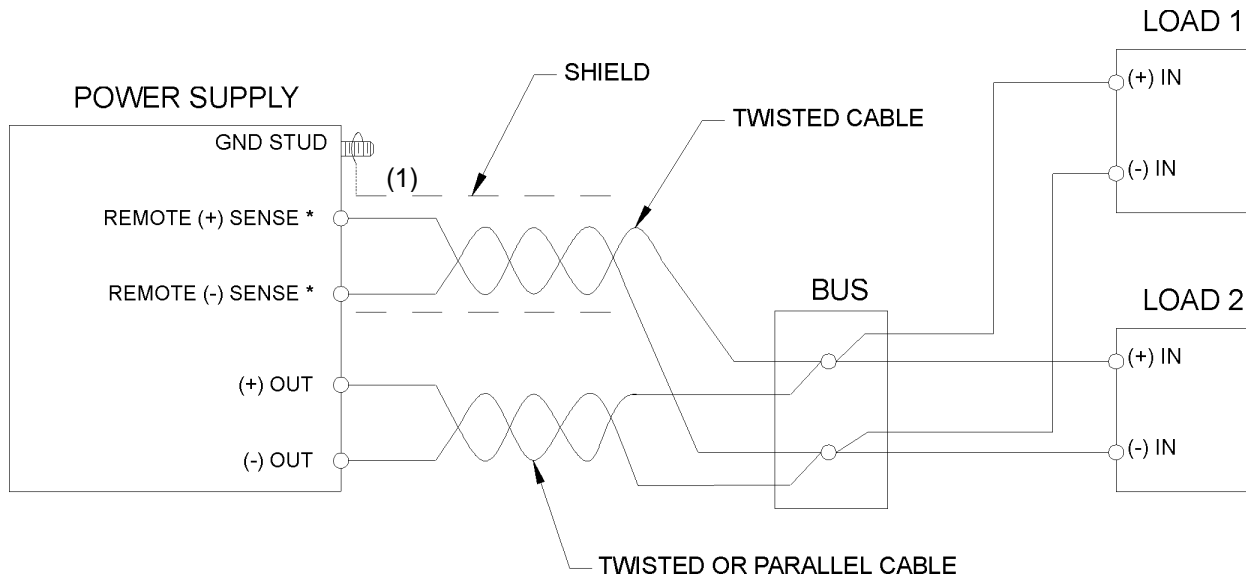 LOAD 1
SHIELD
(+) IN
POWER SUPPLY
TWISTED CABLE
GND STUD
(1)
(-) IN
REMOTE (+) SENSE *
REMOTE (-) SENSE *
BUS
LOAD 2
(+) IN
(+) OUT
(-) IN
(-) OUT
TWISTED OR PARALLEL CABLE